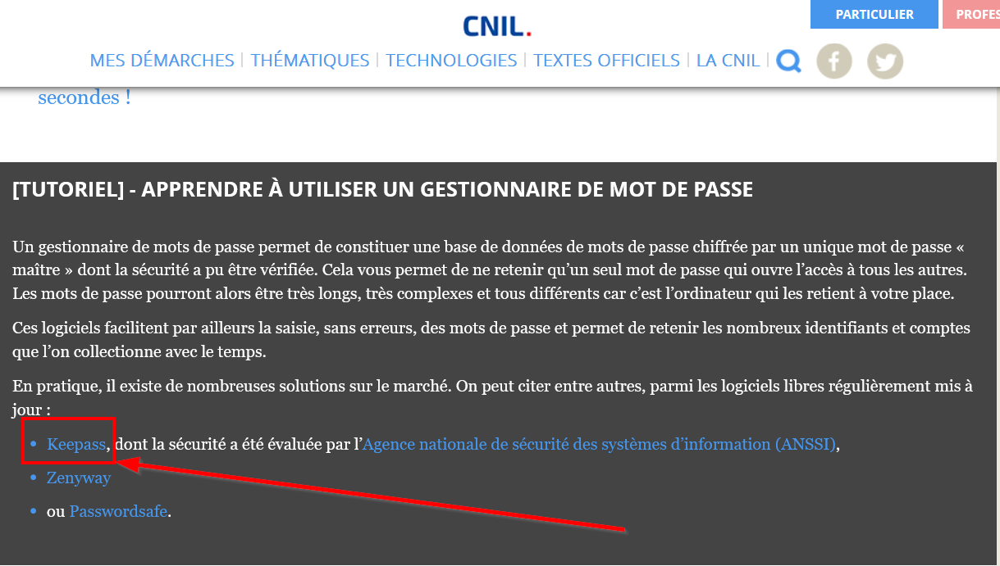 PARTICULIER
PROFES
CNIL.
MES DÉMARCHES | THÉMATIQUES | TECHNOLOGIES | TEXTES OFFICIELS | LA CNIL |
secondes !
[TUTORIEL] - APPRENDRE À UTILISER UN GESTIONNAIRE DE MOT DE PASSE
Un gestionnaire de mots de passe permet de constituer une base de données de mots de passe chiffrée par un unique mot de passe «
maître » dont la sécurité a pu être vérifiée. Cela vous permet de ne retenir qu’un seul mot de passe qui ouvre l’accès à tous les autres.
Les mots de passe pourront alors être très longs, très complexes et tous différents car c’est l’ordinateur qui les retient à votre place.
Ces logiciels facilitent par ailleurs la saisie, sans erreurs, des mots de passe et permet de retenir les nombreux identifiants et comptes
que l’on collectionne avec le temps.
En pratique, il existe de nombreuses solutions sur le marché. On peut citer entre autres, parmi les logiciels libres régulièrement mis à
jour :
• Keepass, dont la sécurité a été évaluée par l’Agence nationale de sécurité des systèmes d’information (ANSSI),
• Zenyway
• ou Passwordsafe.